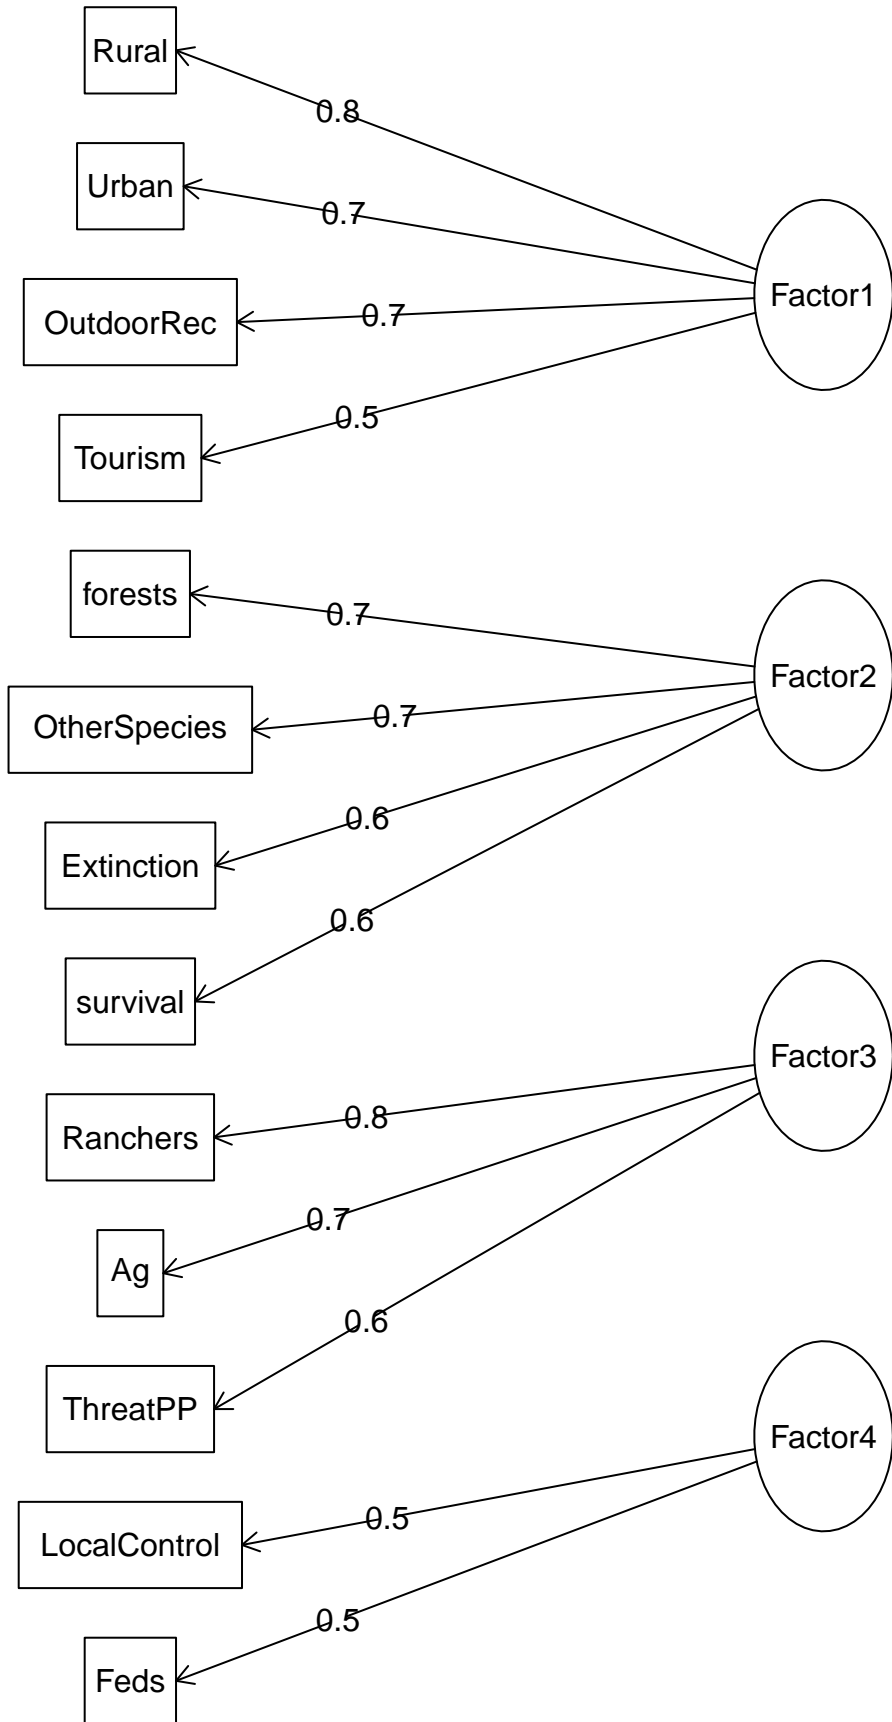 Rural
0.8
Urban
0.7
Factor1
OutdoorRec
0.7
Tourism
0.5
forests
0.7
Factor2
OtherSpecies
0.7
Extinction
0.6
survival
0.6
Factor3
Ranchers
0.8
Ag
0.7
ThreatPP
0.6
Factor4
LocalControl
0.5
Feds
0.5